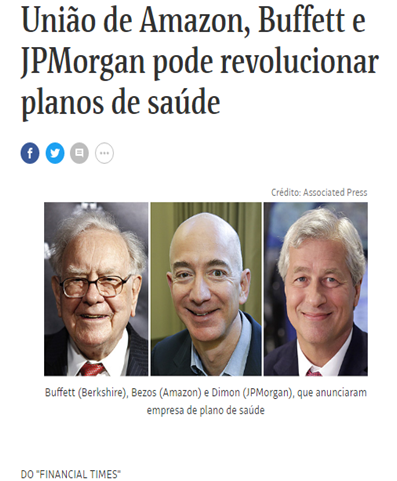 União de Amazon, Buffett e
JPMorgan pode revolucionar
planos de saúde
f
Crédito: Associated Press
Buffett (Berkshire), Bezos (Amazon) e Dimon (JPMorgan), que anunciaram
empresa de plano de saúde
DO "FINANCIAL TIMES"